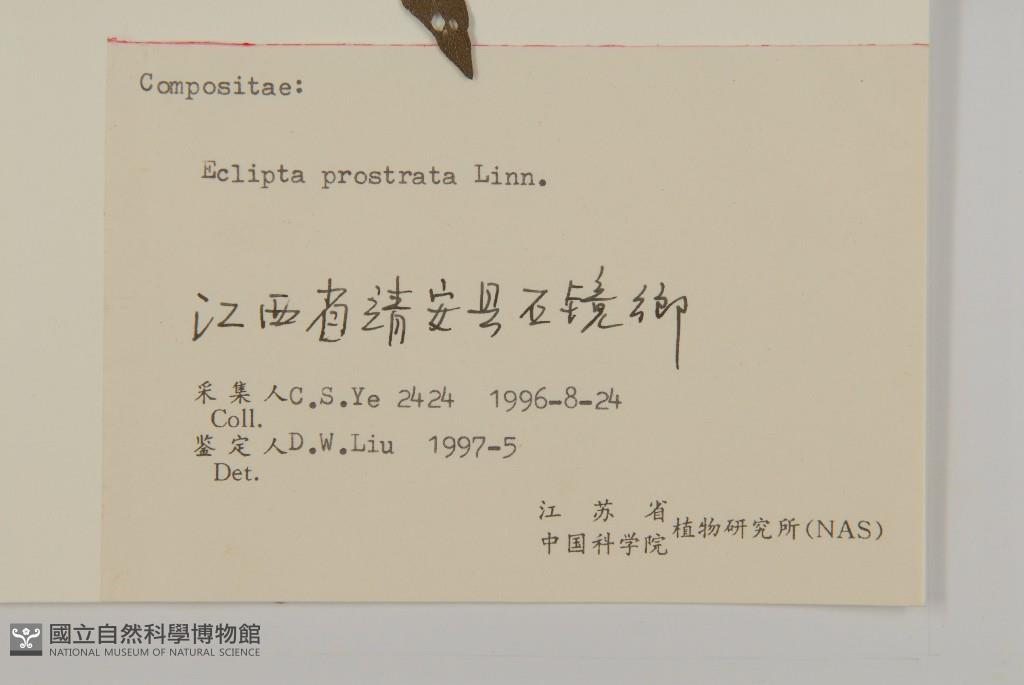 Compositae:
Eclipta prostrata Linn.
江西省靖安县石镜鄉
采集人C.S.Ye 2424 1996-8-24
Coll.
鉴定人D.W.Liu 1997-5
Det.
江苏省
中国科学院植物研究所(NAS)
國立自然科學博物館
NATIONAL MUSEUM OF NATURAL SCIENCE